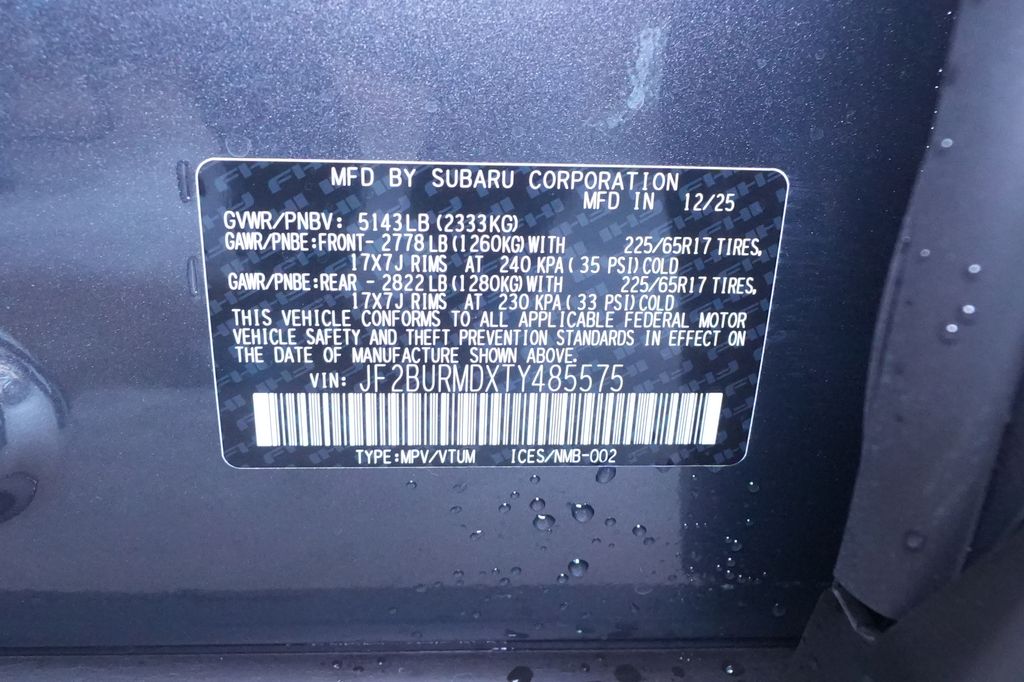 MFD BY SUBARU CORPORATION
MFD IN 12/25
GVWR/PNBV: 5143LB (2333KG)
GAWR/PNBE:FRONT- 2778 LB (1260KG) WITH 225/65R17 TIRES,
17X7J RIMS AT 240 KPA ( 35 PSI) COLD
GAWR/PNBE:REAR - 2822 LB (1280KG) WITH 225/65R17 TIRES,
17X7J RIMS AT 230 KPA ( 33 PSI) COLD
THIS VEHICLE CONFORMS TO ALL APPLICABLE FEDERAL MOTOR
VEHICLE SAFETY AND THEFT PREVENTION STANDARDS IN EFFECT ON
THE DATE OF MANUFACTURE SHOWN ABOVE.
VIN: JF2BURMDXTY485575
TYPE:MPV/VTUM ICES/NMB-002